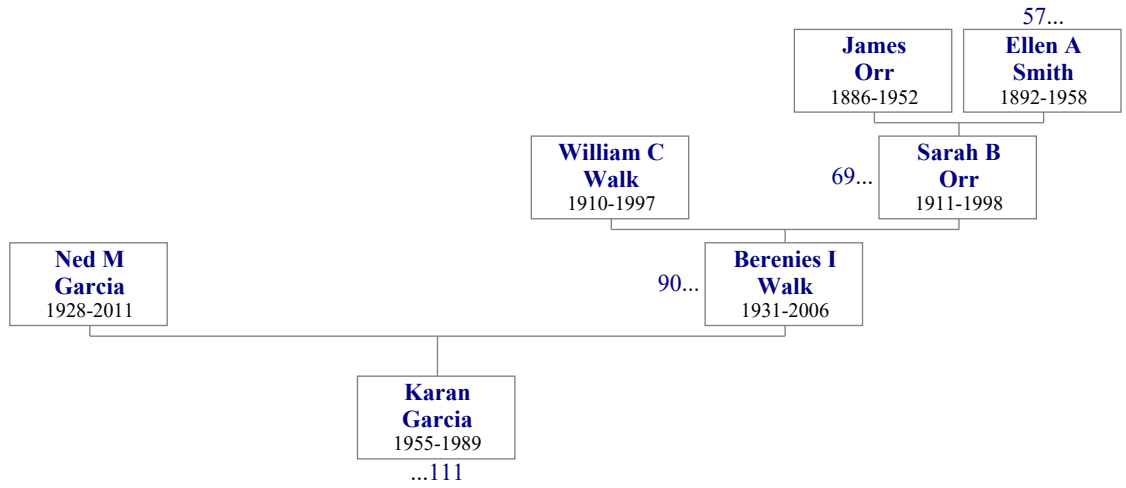 57...
James
Orr
1886-1952
Ellen A
Smith
1892-1958
William C
Walk
1910-1997
69...
Sarah B
Orr
1911-1998
Ned M
Garcia
1928-2011
90...
Berenies I
Walk
1931-2006
Karan
Garcia
1955-1989
...111